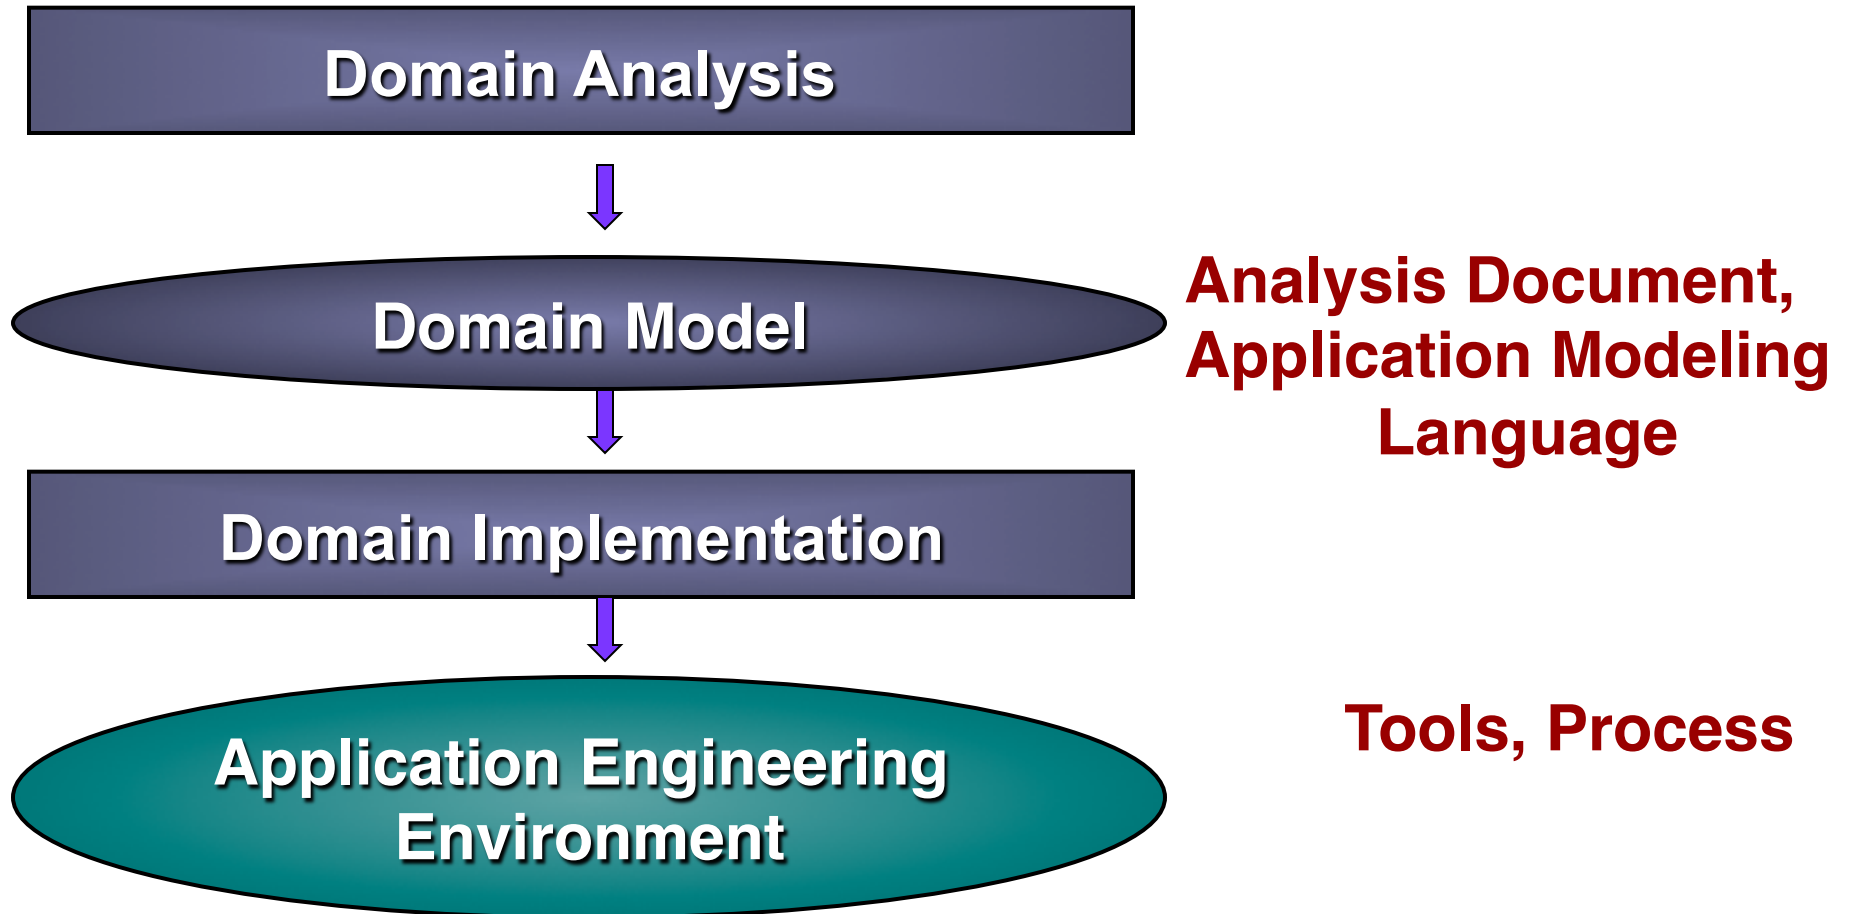 Domain Analysis
Domain Model
Analysis Document,
Application Modeling
Language
Domain Implementation
Application Engineering
Environment
Tools, Process